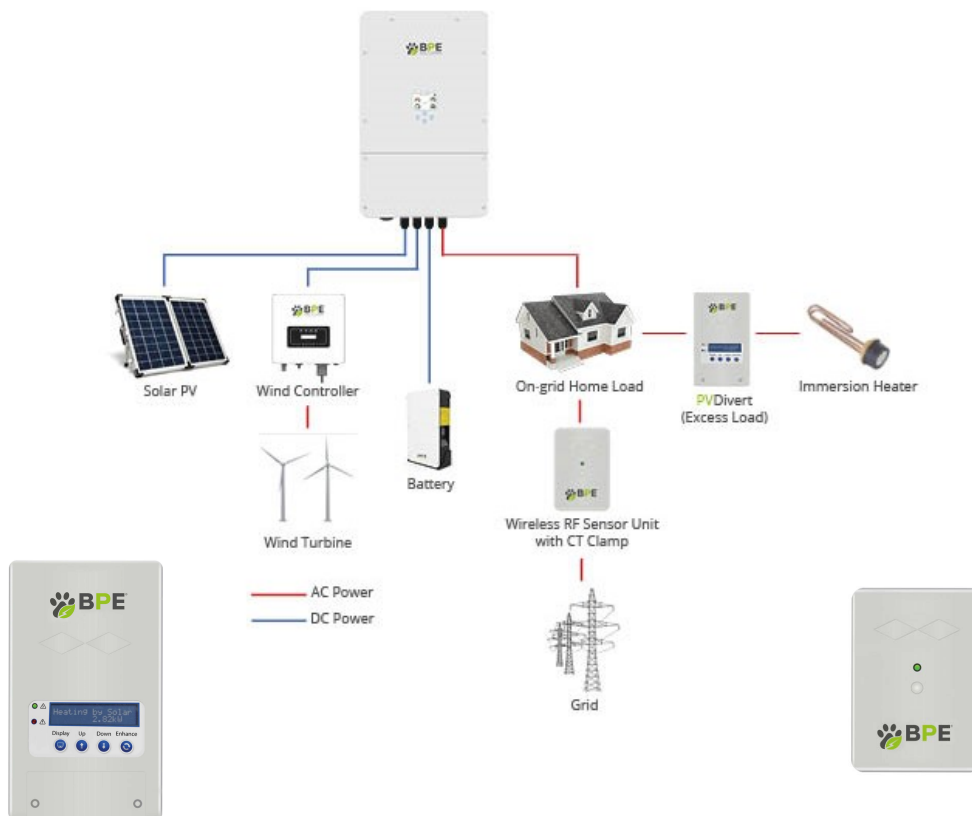 BPE
BPE
BPE
Solar PV
Wind Controller
On-grid Home Load
PVDivert
(Excess Load)
Immersion Heater
Battery
BPE
Wireless RF Sensor Unit
with CT Clamp
Wind Turbine
AC Power
DC Power
Grid
BPE
Heating by Solar
2.82kW
Display Up Down Enhance
BPE